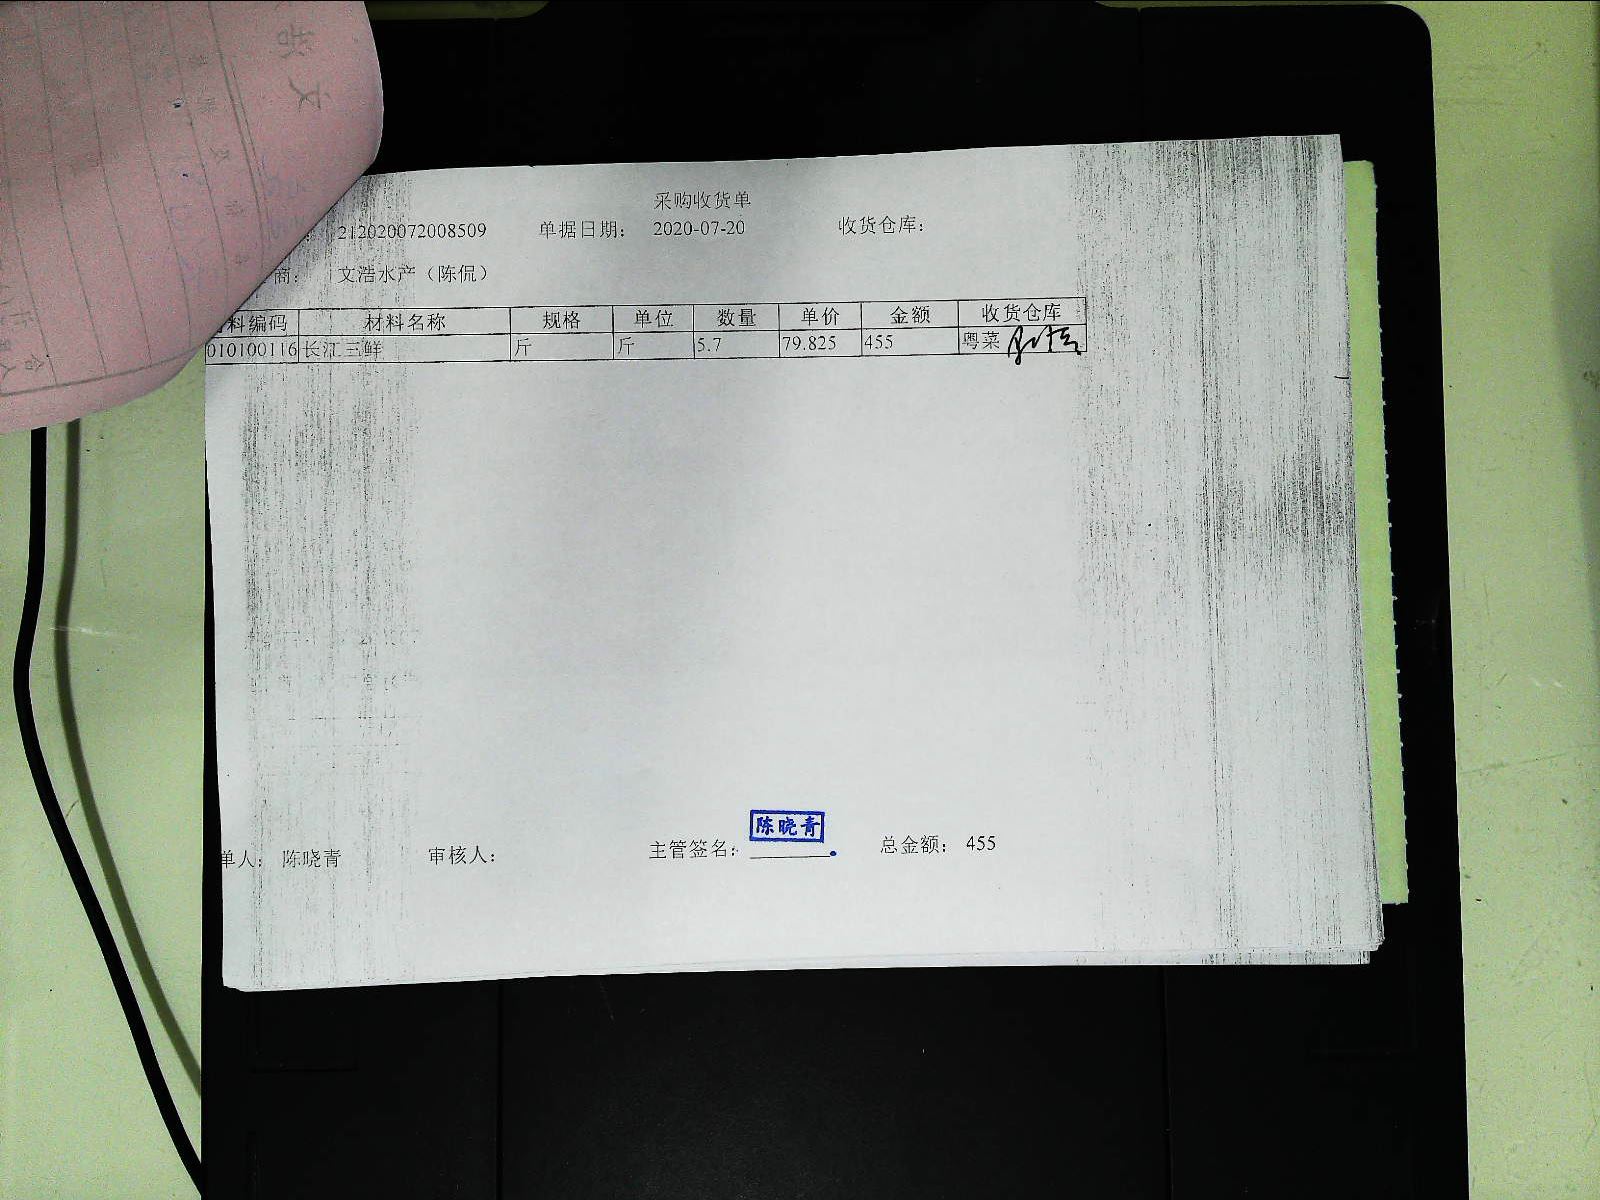 采购收货单
212020072008509 单据日期: 2020-07-20 收货仓库:
商: 文浩水产（陈侃）
料编码 材料名称 规格 单位 数量 单价 金额 收货仓库
010100116 长江三鲜 斤 斤 5.7 79.825 455 粤菜
陈晓青
单人: 陈晓青 审核人: 主管签名: 总金额: 455